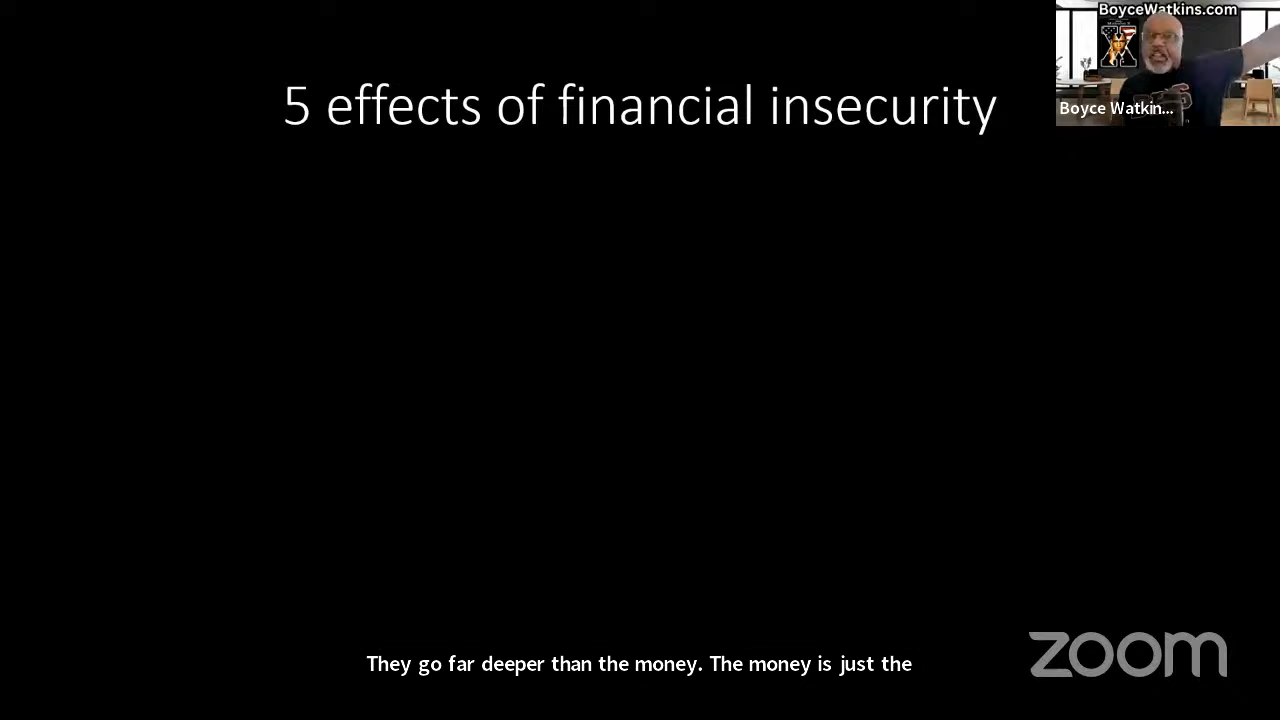 BoyceWatkins.com
5 effects of financial insecurity
Boyce Watkin...
They go far deeper than the money. The money is just the
zoom